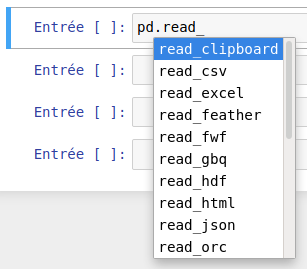 Entrée [ ]: pd.read_
read_clipboard
Entrée [ ]: read_csv
read_excel
Entrée [ ]: read_feather
read_fwf
Entrée [ ]: read_gbq
read_hdf
read_html
read_json
read_orc